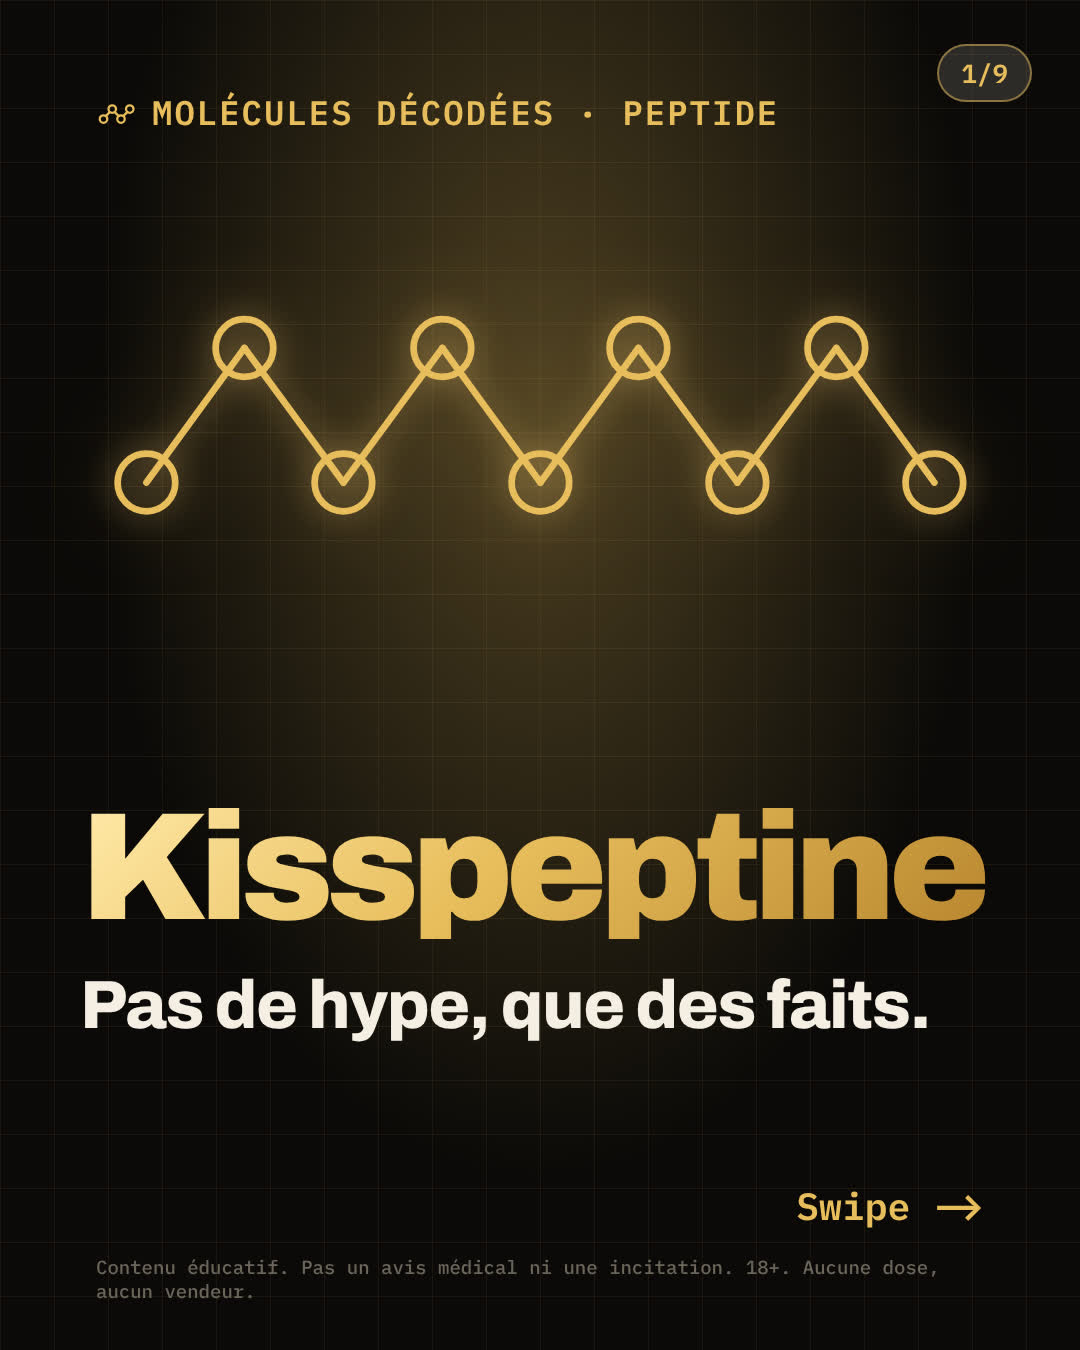 1/9
MOLÉCULES DÉCODÉES · PEPTIDE
Kisspeptine
Pas de hype, que des faits.
Swipe →
Contenu éducatif. Pas un avis médical ni une incitation. 18+. Aucune dose,
aucun vendeur.